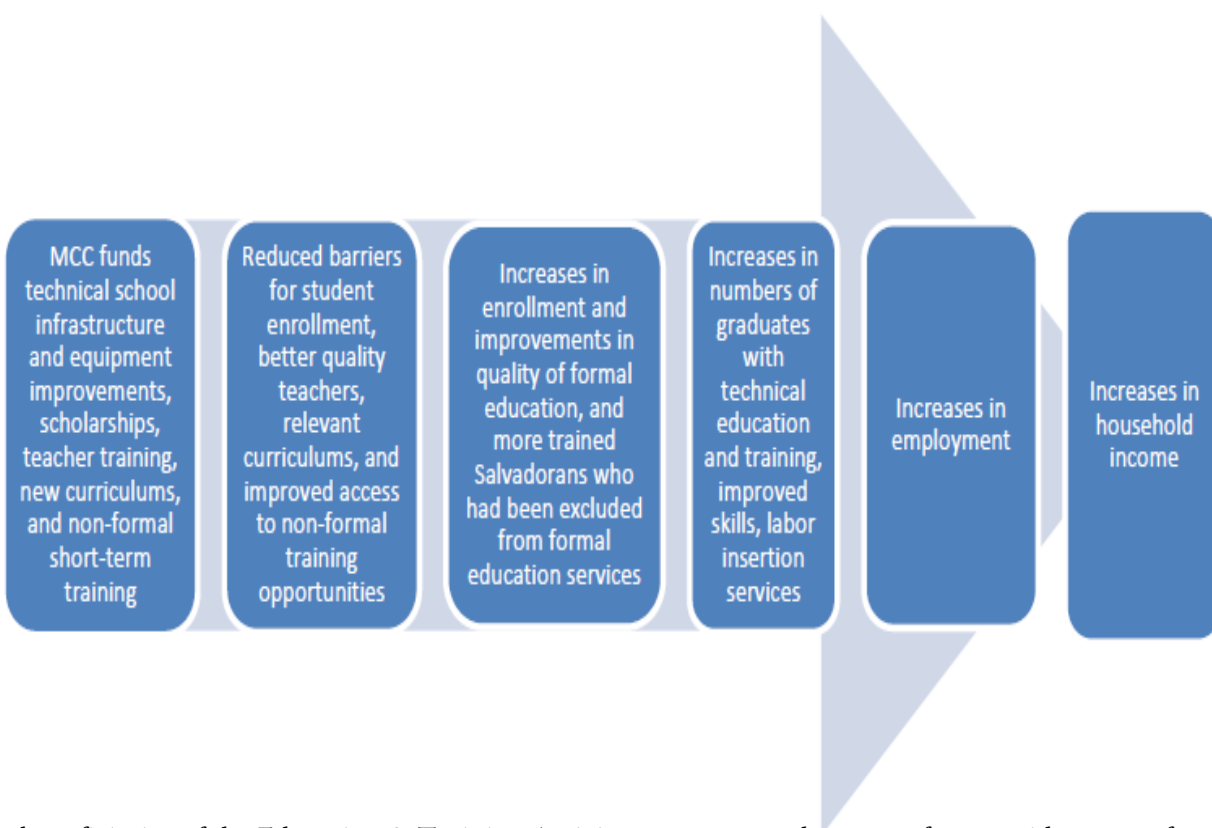 MCC funds
technical school
infrastructure
and equipment
improvements,
scholarships,
teacher training,
new curriculums,
and non-formal
short-term
training
Reduced barriers
for student
enrollment,
better quality
teachers,
relevant
curriculums, and
improved access
to non-formal
training
opportunities
Increases in
enrollment and
improvements in
quality of formal
education, and
more trained
Salvadorans who
had been excluded
from formal
education services
Increases in
numbers of
graduates
with
technical
education
and training,
improved
skills, labor
insertion
services
Increases in
employment
Increases in
household
income